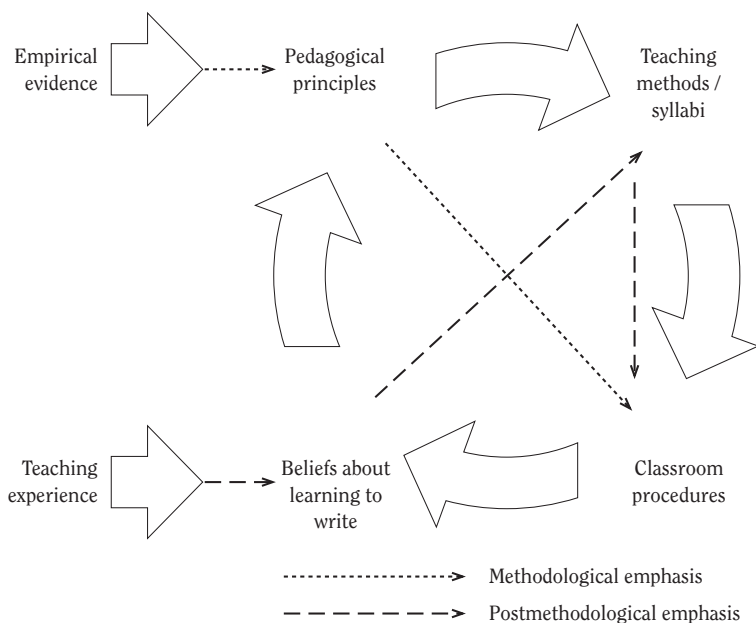 Empirical
evidence
Pedagogical
principles
Teaching
methods /
syllabi
Teaching
experience
Beliefs about
learning to
write
Classroom
procedures
Methodological emphasis
Postmethodological emphasis